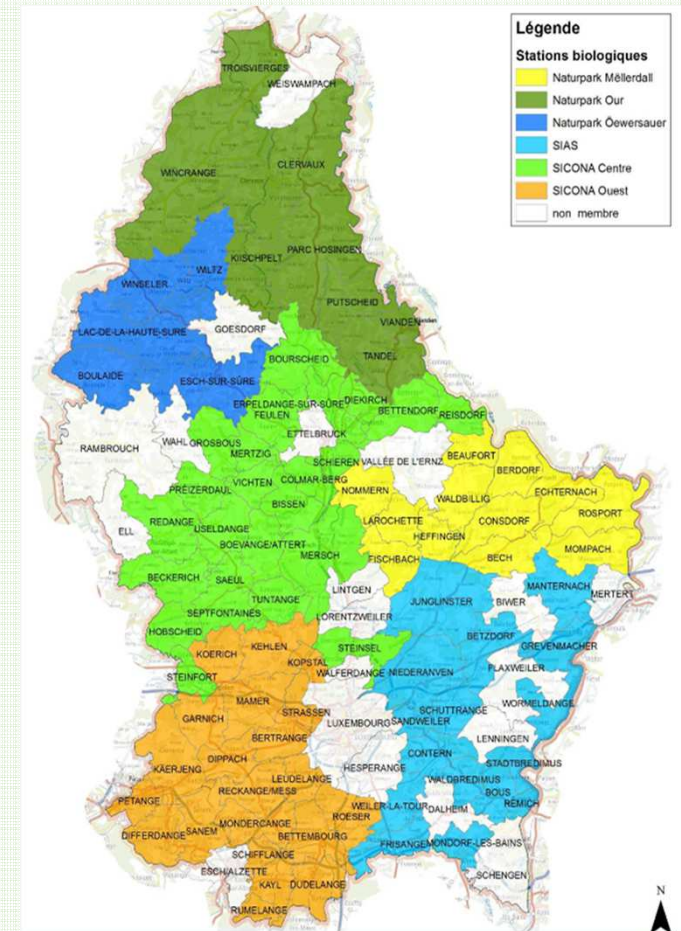 Légende
Stations biologiques
Naturpark Mëllerdall
Naturpark Our
Naturpark Öewersauer
SIAS
SICONA Centre
SICONA Ouest
non membre
TROISVIERGES
WEISWAMPACH
CLERVAUX
WINCRANGE
PARC HOSINGEN
KIISCHPELT
WILTZ
WINSELER
PUTSCHEID
VIANDEN
LAC-DE-LA-HAUTE-SURE
GOESDORF
TANDEL
BOURSCHEID
BOULAIDE
ESCH-SUR-SÛRE
ERPELDANGE-SUR-SÛRE
DIEKIRCH
FEULEN
BETTENDORF
REISDORF
ETTELBRUCK
RAMBROUCH
WAHL
GROSBOUS
MERTZIG
SCHIEREN
VALLÉE DE L'ERNZ
BEAUFORT
BERDORF
COLMAR-BERG
VICHTEN
PREIZERDAUL
NOMMERN
WALDBILLIG
ECHTERNACH
BISSEN
ROSPORT
REDANGE
USELDANGE
LAROCHETTE
CONSDORF
ELL
HEFFINGEN
BOEVANGE/ATTERT
MERSCH
FISCHBACH
BECH
MOMPACH
BECKERICH
SAEUL
LINTGEN
MANTERNACH
MERTERT
TUNTANGE
JUNGLINSTER
BIWER
SEPTFONTAINES
LORENTZWEILER
HOBSCHEID
BETZDORF
GREVENMACHER
KEHLEN
STEINSEL
KOERICH
KOPSTAL
FLAXWEILER
STEINFORT
WALFERDANGE
NIEDERANVEN
MAMER
WORMELDANGE
GARNICH
STRASSEN
SCHUTTRANGE
LUXEMBOURG
SANDWEILER
BERTRANGE
LENNINGEN
CONTERN
DIPPACH
STADTBREDIMUS
KÄERJENG
HESPERANGE
LEUDELANGE
WALDBREDIMUS
RECKANGE/MESS
BOUS
PETANGE
REMICH
WEILER-LA-TOUR
DALHEIM
ROESER
MONDERCANGE
DIFFERDANGE
SANEM
BETTEMBOURG
FRISANGE
MONDORF-LES-BAINS
SCHIFFLANGE
ESCH/ALZETTE
SCHENGEN
KAYL
DUDELANGE
RUMELANGE
N